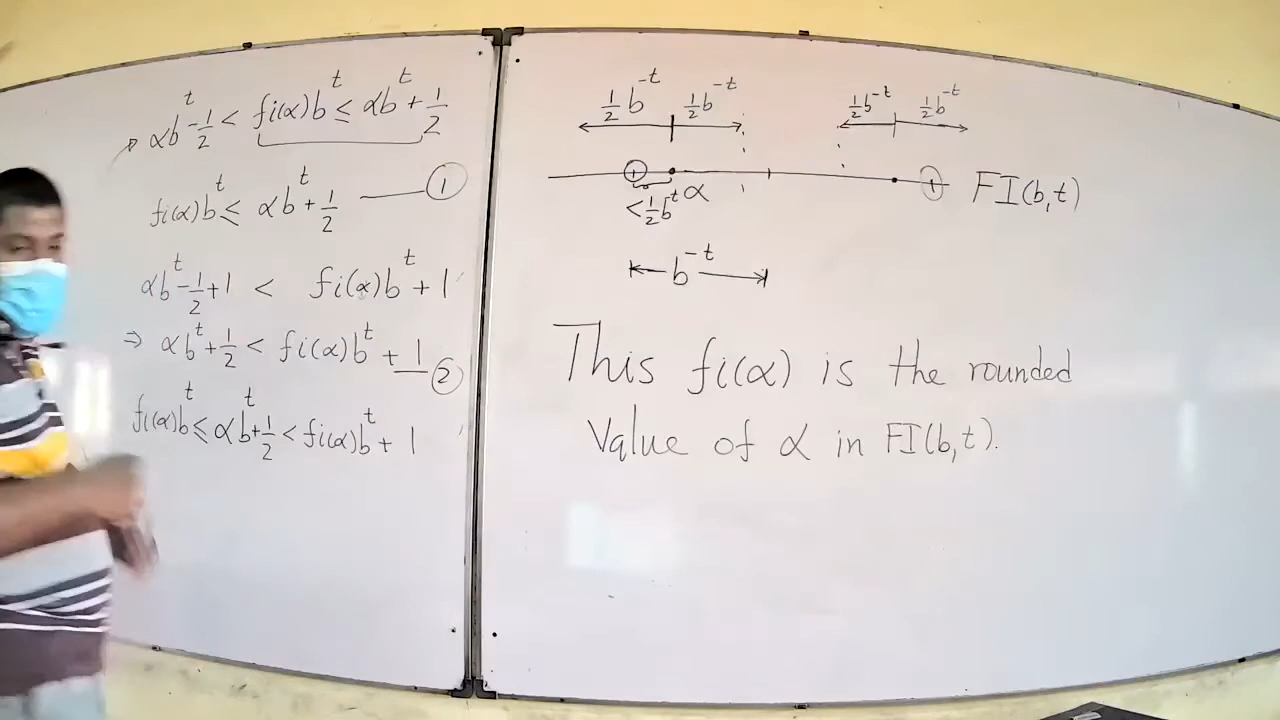 ⇒ αb^t - 1/2 < fi(α)b^t ≤ αb^t + 1/2
fi(α)b^t ≤ αb^t + 1/2 —— ①
αb^t - 1/2 + 1 < fi(α)b^t + 1
⇒ αb^t + 1/2 < fi(α)b^t + 1 — ②
fi(α)b^t ≤ αb^t + 1/2 < fi(α)b^t + 1
1/2 b^-t 1/2 b^-t 1/2 b^-t 1/2 b^-t
α FI(b,t)
< 1/2 b^-t
b^-t
This fi(α) is the rounded
Value of α in FI(b,t).